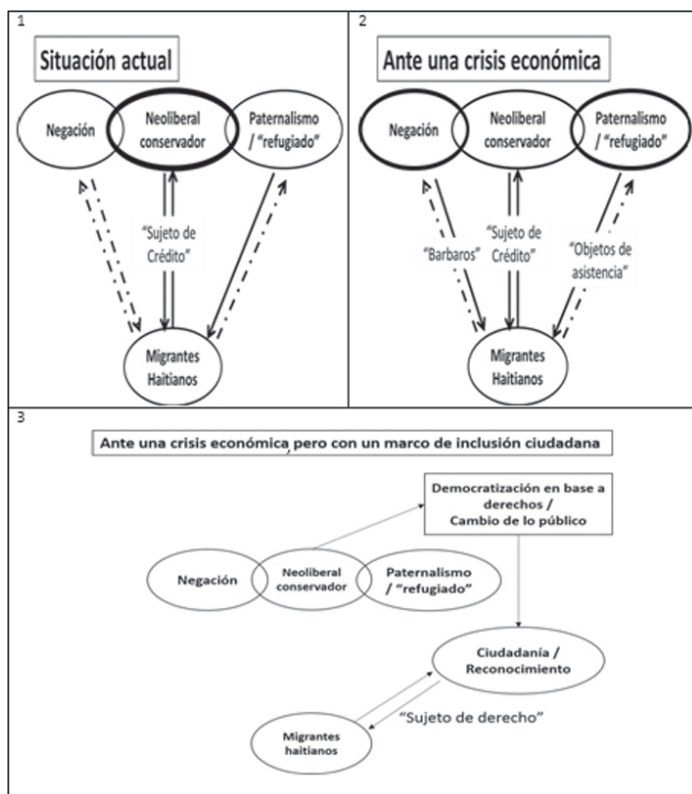 1
Situación actual
Negación
Neoliberal
conservador
Paternalismo
/ "refugiado"
"Sujeto de
Crédito"
Migrantes
Haitianos
2
Ante una crisis económica
Negación
Neoliberal
conservador
Paternalismo
/ "refugiado"
"Barbaros"
"Sujeto de
Crédito"
"Objetos de
asistencia"
Migrantes
Haitianos
3
Ante una crisis económica, pero con un marco de inclusión ciudadana
Democratización en base a
derechos /
Cambio de lo público
Negación
Neoliberal
conservador
Paternalismo
/ "refugiado"
Ciudadanía /
Reconocimiento
"Sujeto de derecho"
Migrantes
haitianos